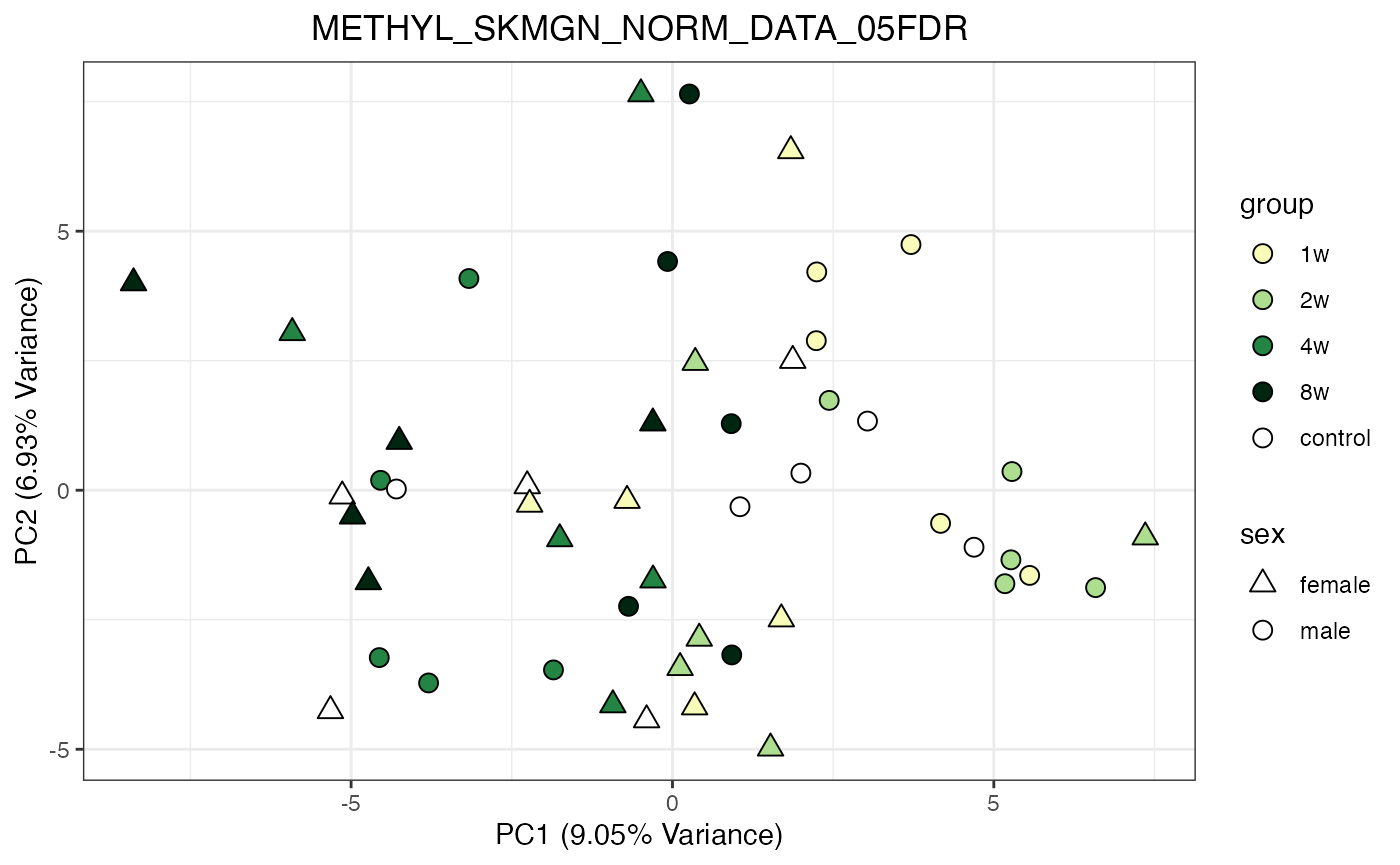 METHYL_SKMGN_NORM_DATA_05FDR
PC2 (6.93% Variance)
5
0
-5
-5
0
5
PC1 (9.05% Variance)
group
1w
2w
4w
8w
control
sex
female
male